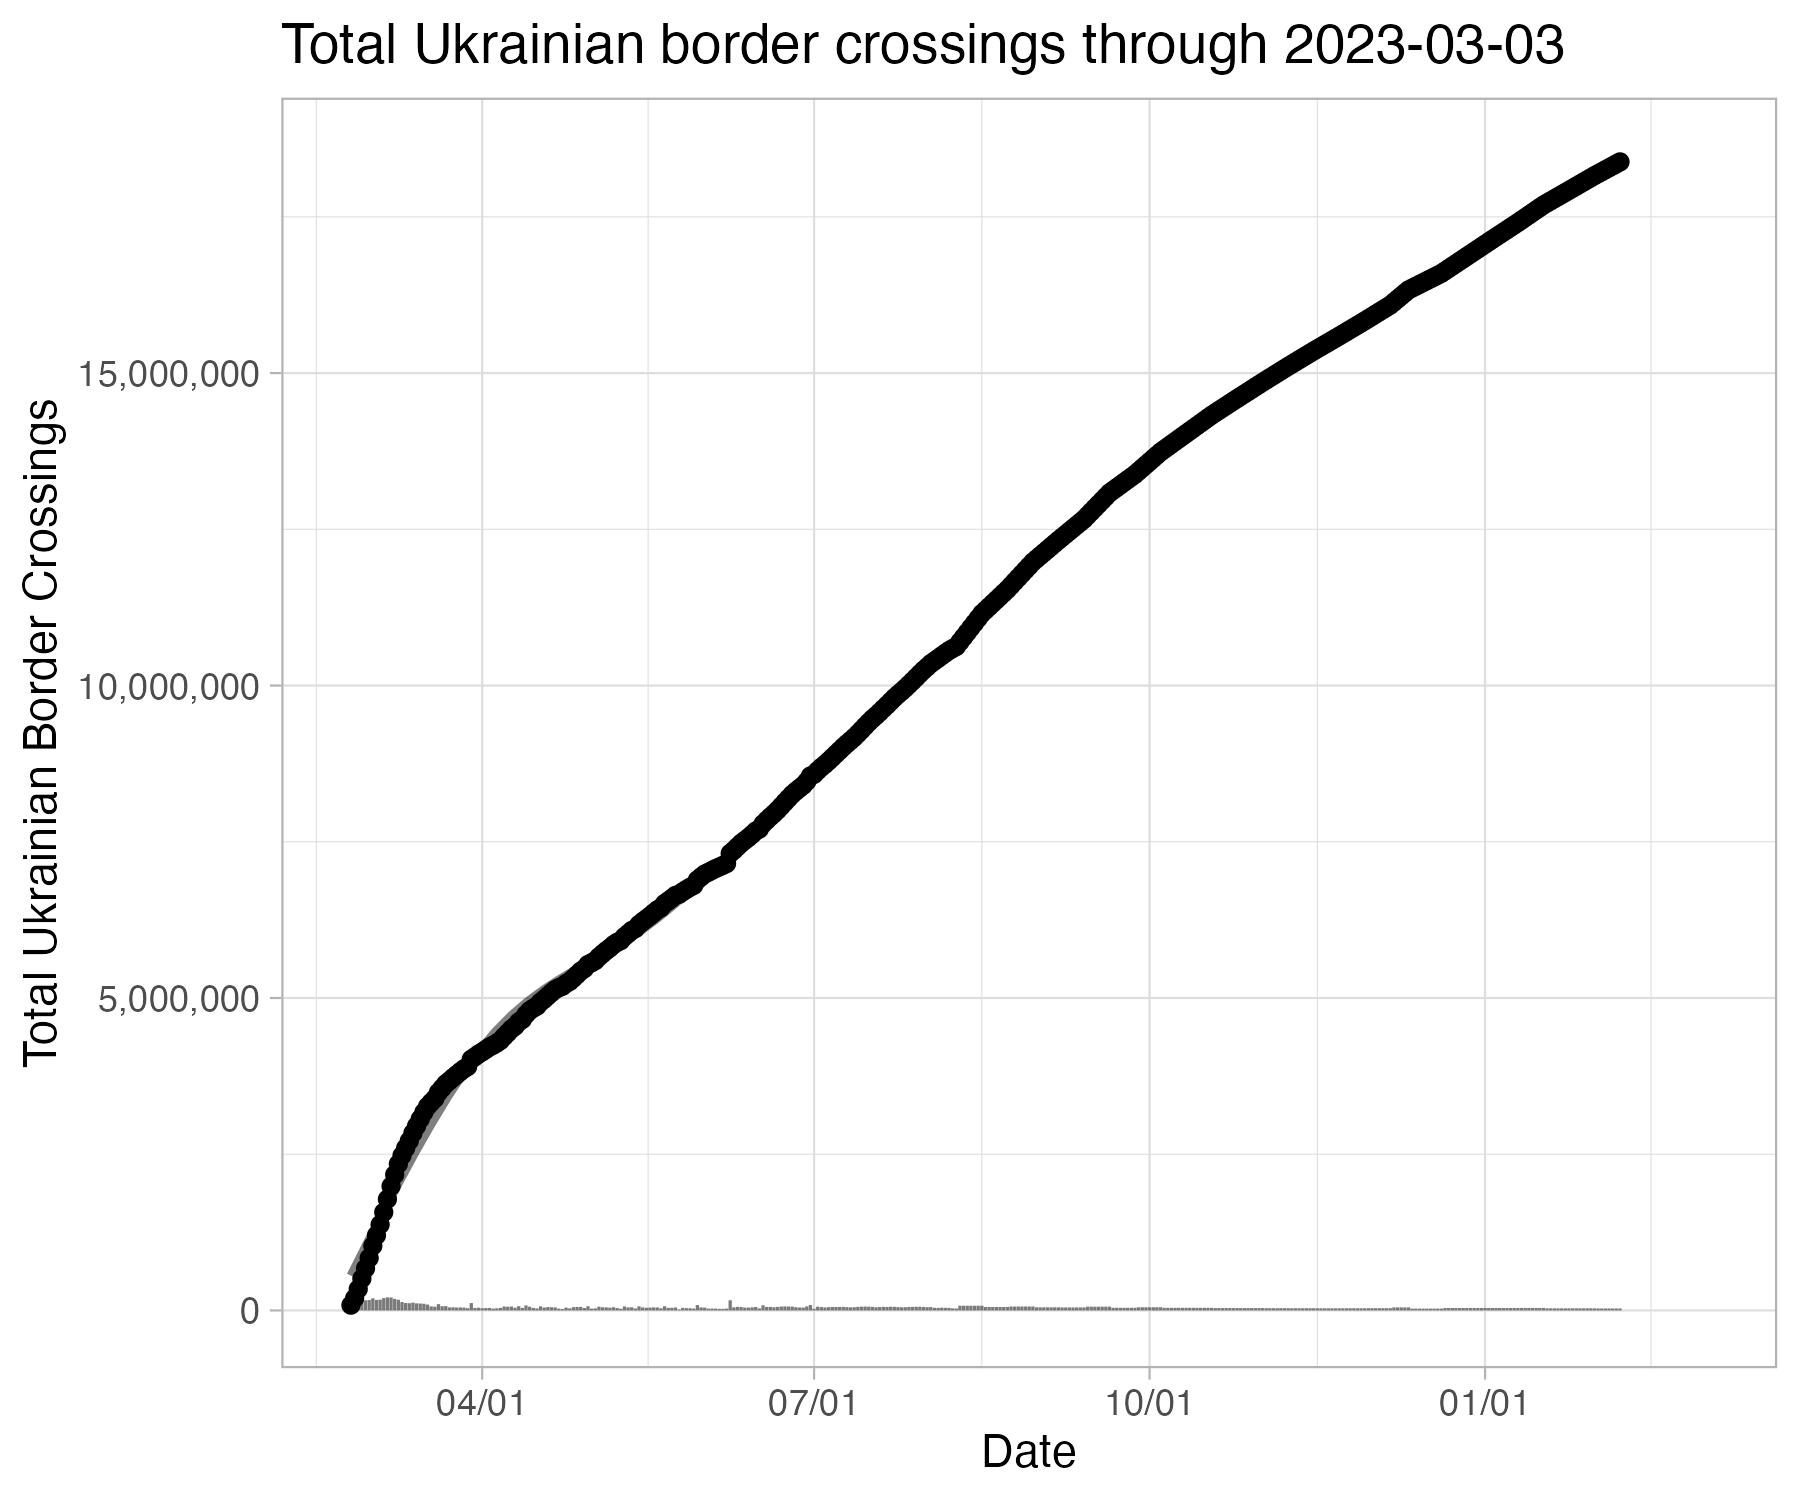 Total Ukrainian border crossings through 2023-03-03
Total Ukrainian Border Crossings
15,000,000
10,000,000
5,000,000
0
04/01
07/01
10/01
01/01
Date